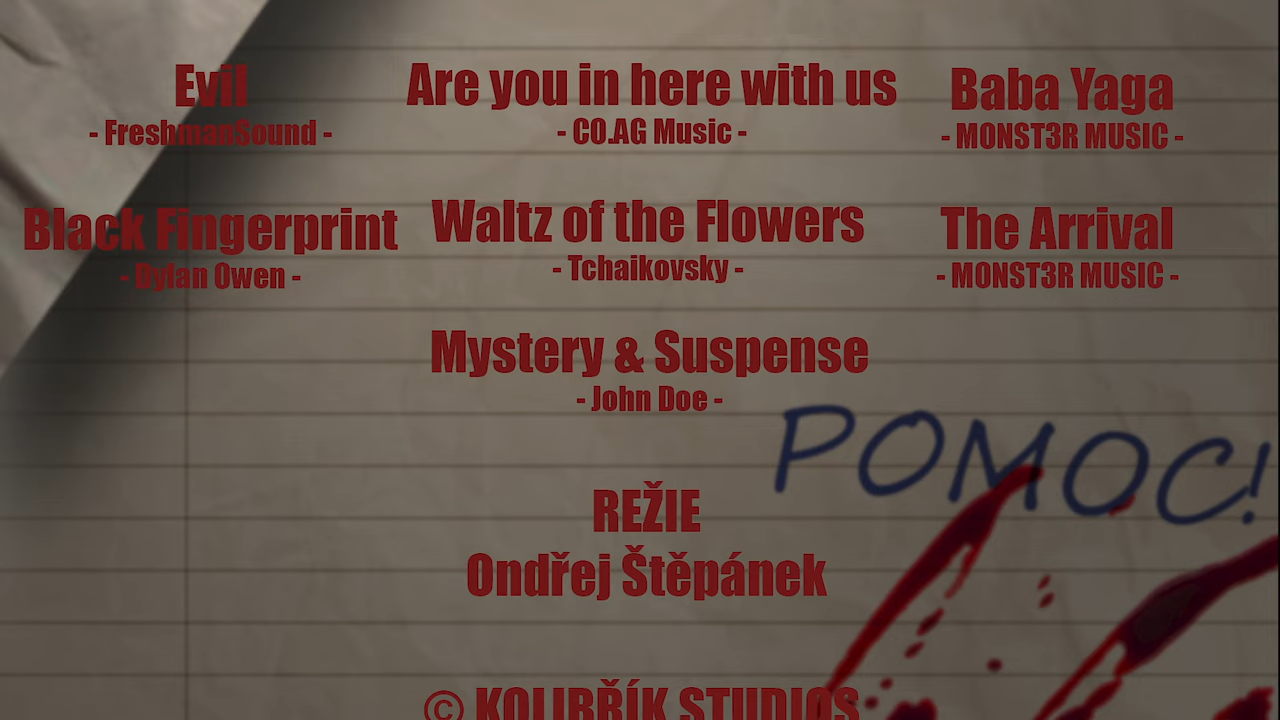 Evil
- FreshmanSound -
Are you in here with us
- CO.AG Music -
Baba Yaga
- MONST3R MUSIC -
Black Fingerprint
- Dylan Owen -
Waltz of the Flowers
- Tchaikovsky -
The Arrival
- MONST3R MUSIC -
Mystery & Suspense
- John Doe -
POMOC!
REŽIE
Ondřej Štěpánek
© KOLIBŘÍK STUDIOS